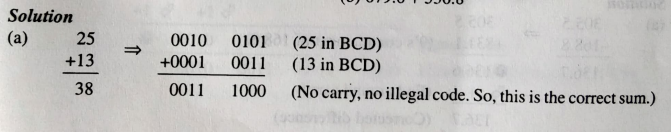 Solution
(a) 25 ⇒ 0010 0101 (25 in BCD)
+13 +0001 0011 (13 in BCD)
38 0011 1000 (No carry, no illegal code. So, this is the correct sum.)